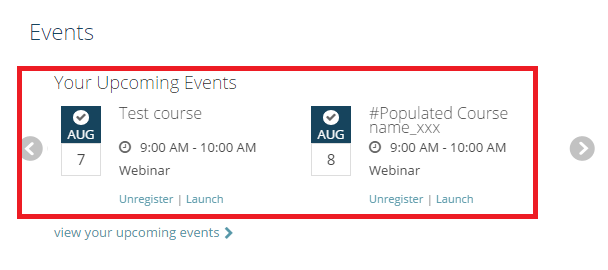 Events
Your Upcoming Events
AUG
7
Test course
9:00 AM - 10:00 AM
Webinar
Unregister | Launch
AUG
8
#Populated Course
name_xxx
9:00 AM - 10:00 AM
Webinar
Unregister | Launch
view your upcoming events